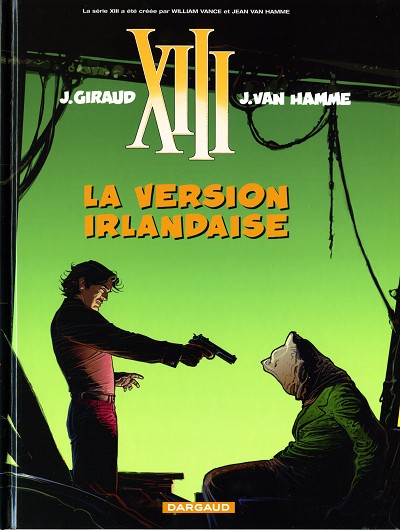 La série XIII a été créée par WILLIAM VANCE et JEAN VAN HAMME
XIII
J.GIRAUD J.VAN HAMME
LA VERSION
IRLANDAISE
DARGAUD